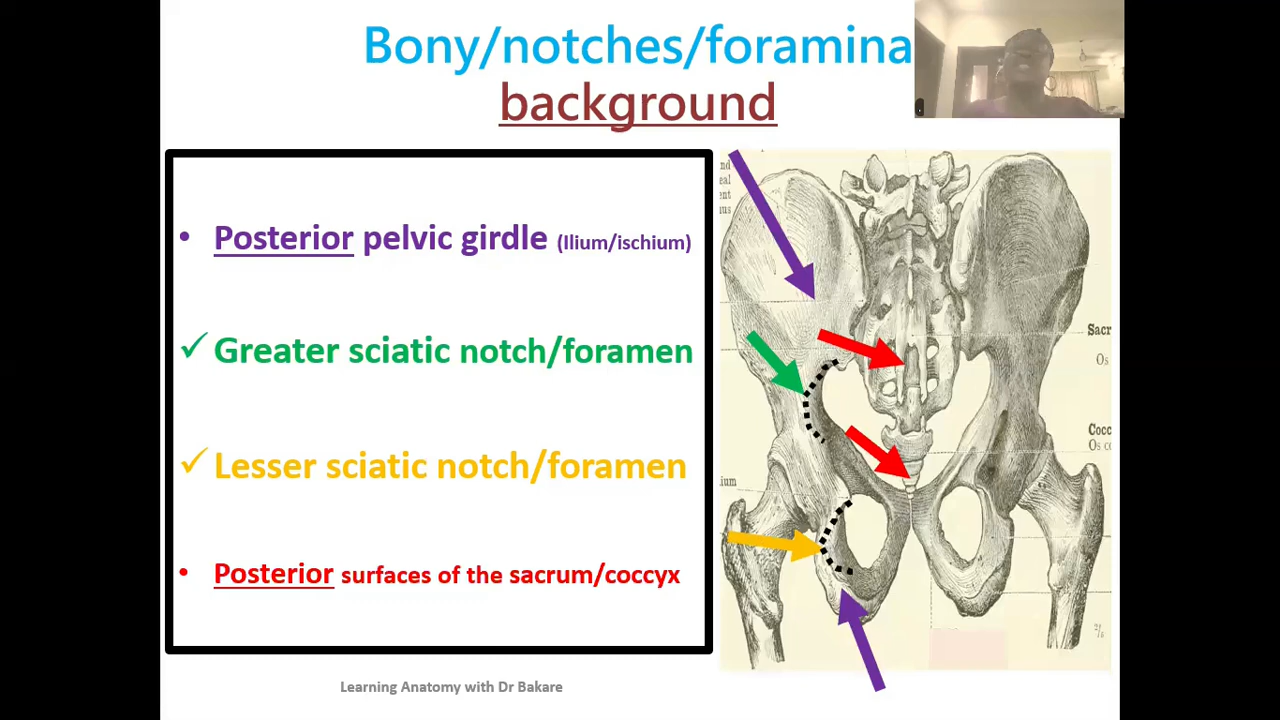 Bony/notches/foramina
background
• Posterior pelvic girdle (Ilium/ischium)
✓ Greater sciatic notch/foramen
✓ Lesser sciatic notch/foramen
• Posterior surfaces of the sacrum/coccyx
Sacr
Os
Cocc
Os co
Learning Anatomy with Dr Bakare